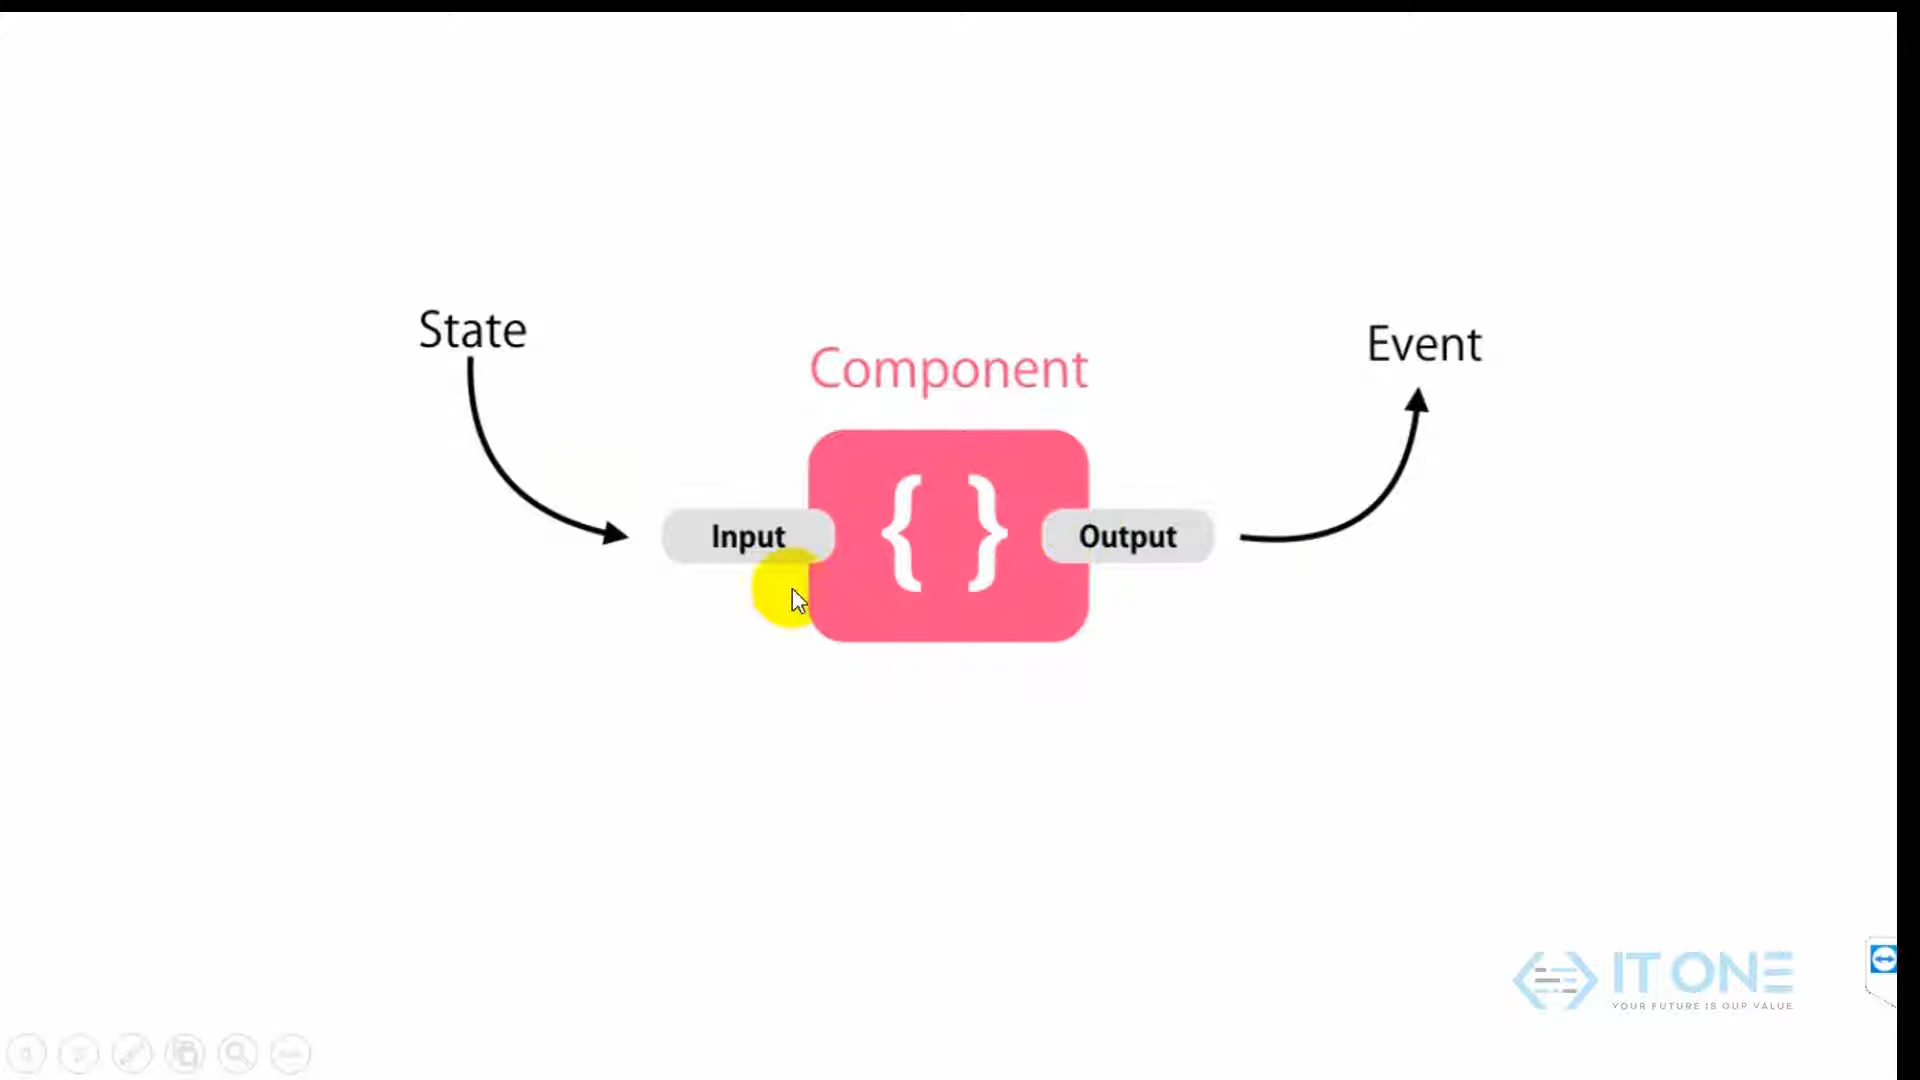 State
Event
Component
Input
{ }
Output
IT ONE
YOUR FUTURE IS OUR VALUE